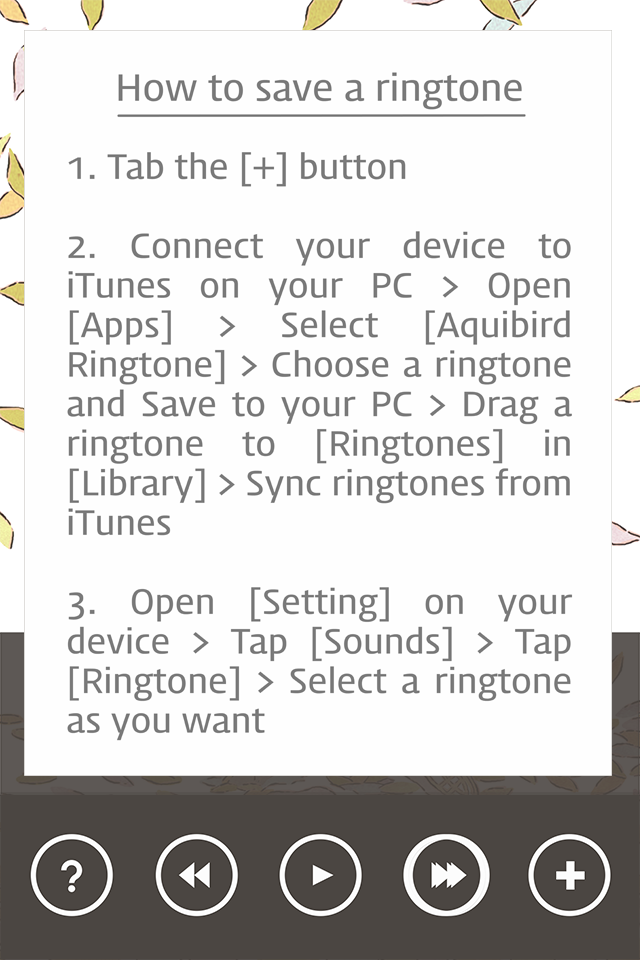 How to save a ringtone
1. Tab the [+] button
2. Connect your device to
iTunes on your PC > Open
[Apps] > Select [Aquibird
Ringtone] > Choose a ringtone
and Save to your PC > Drag a
ringtone to [Ringtones] in
[Library] > Sync ringtones from
iTunes
3. Open [Setting] on your
device > Tap [Sounds] > Tap
[Ringtone] > Select a ringtone
as you want
?